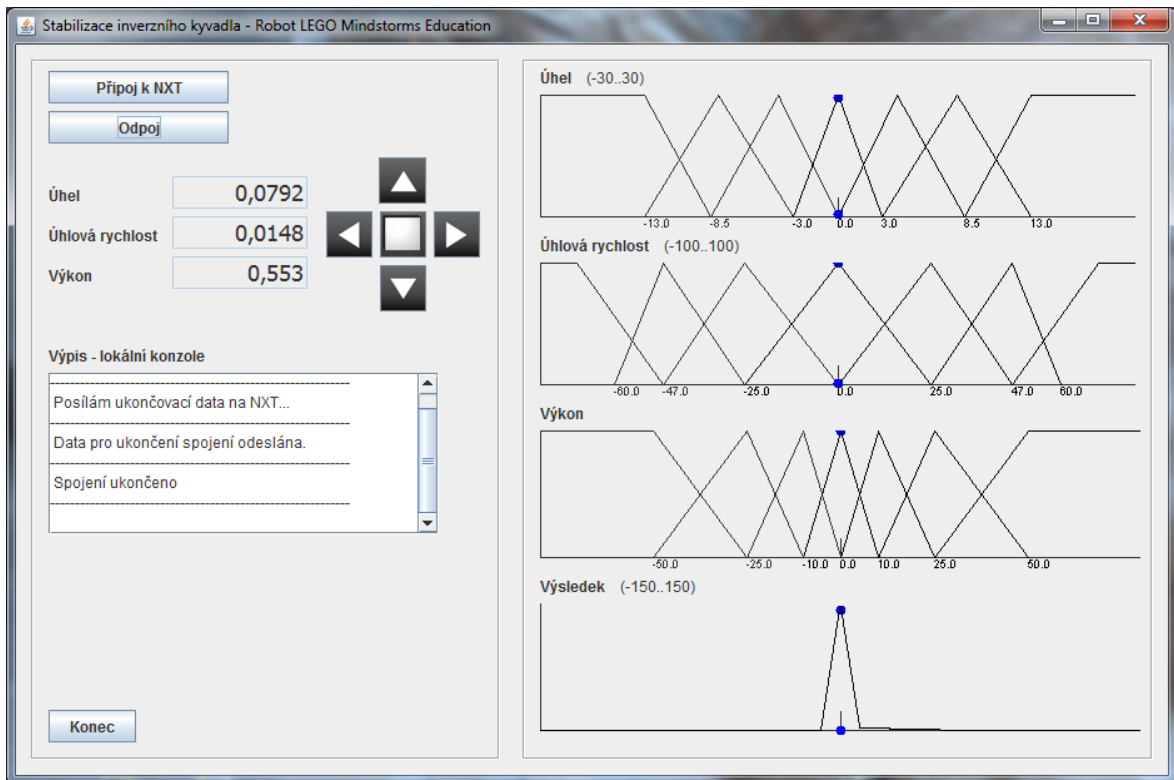 Stabilizace inverzního kyvadla - Robot LEGO Mindstorms Education
Připoj k NXT
Odpoj
Úhel 0,0792
Úhlová rychlost 0,0148
Výkon 0,553
Výpis - lokální konzole
Posílám ukončovací data na NXT...
Data pro ukončení spojení odeslána.
Spojení ukončeno
Konec
Úhel (-30..30)
-13.0 -8.5 -3.0 0.0 3.0 8.5 13.0
Úhlová rychlost (-100..100)
-60.0 -47.0 -25.0 0.0 25.0 47.0 60.0
Výkon
-50.0 -25.0 -10.0 0.0 10.0 25.0 50.0
Výsledek (-150..150)